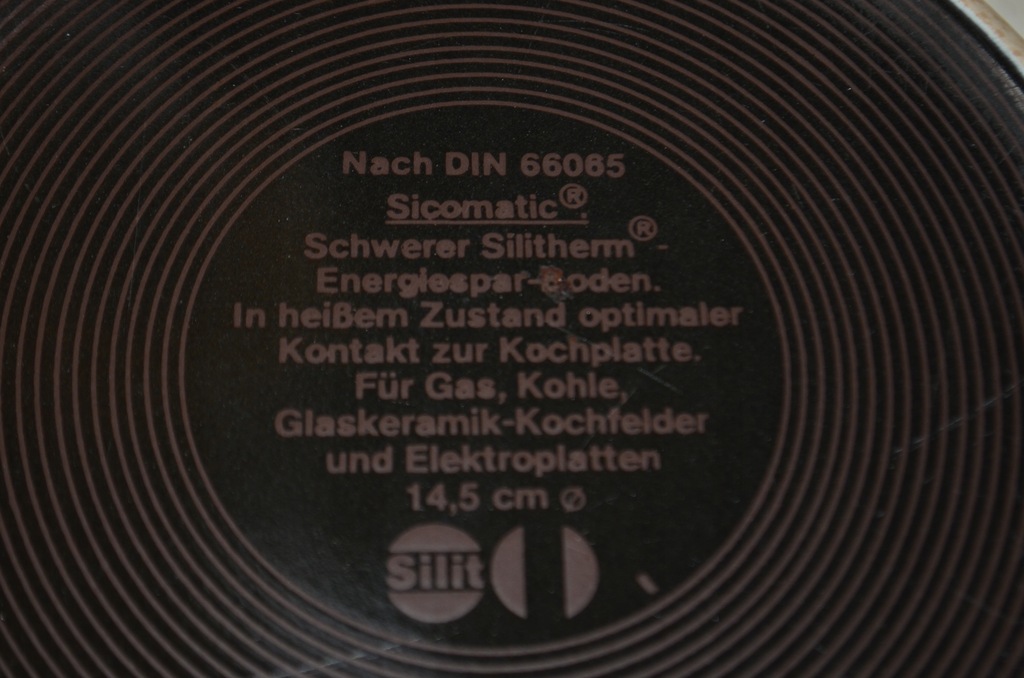 Nach DIN 66065
Sicomatic®.
Schwerer Silitherm®-
Energiespar-Boden.
In heißem Zustand optimaler
Kontakt zur Kochplatte.
Für Gas, Kohle,
Glaskeramik-Kochfelder
und Elektroplatten
14,5 cm ⌀
Silit